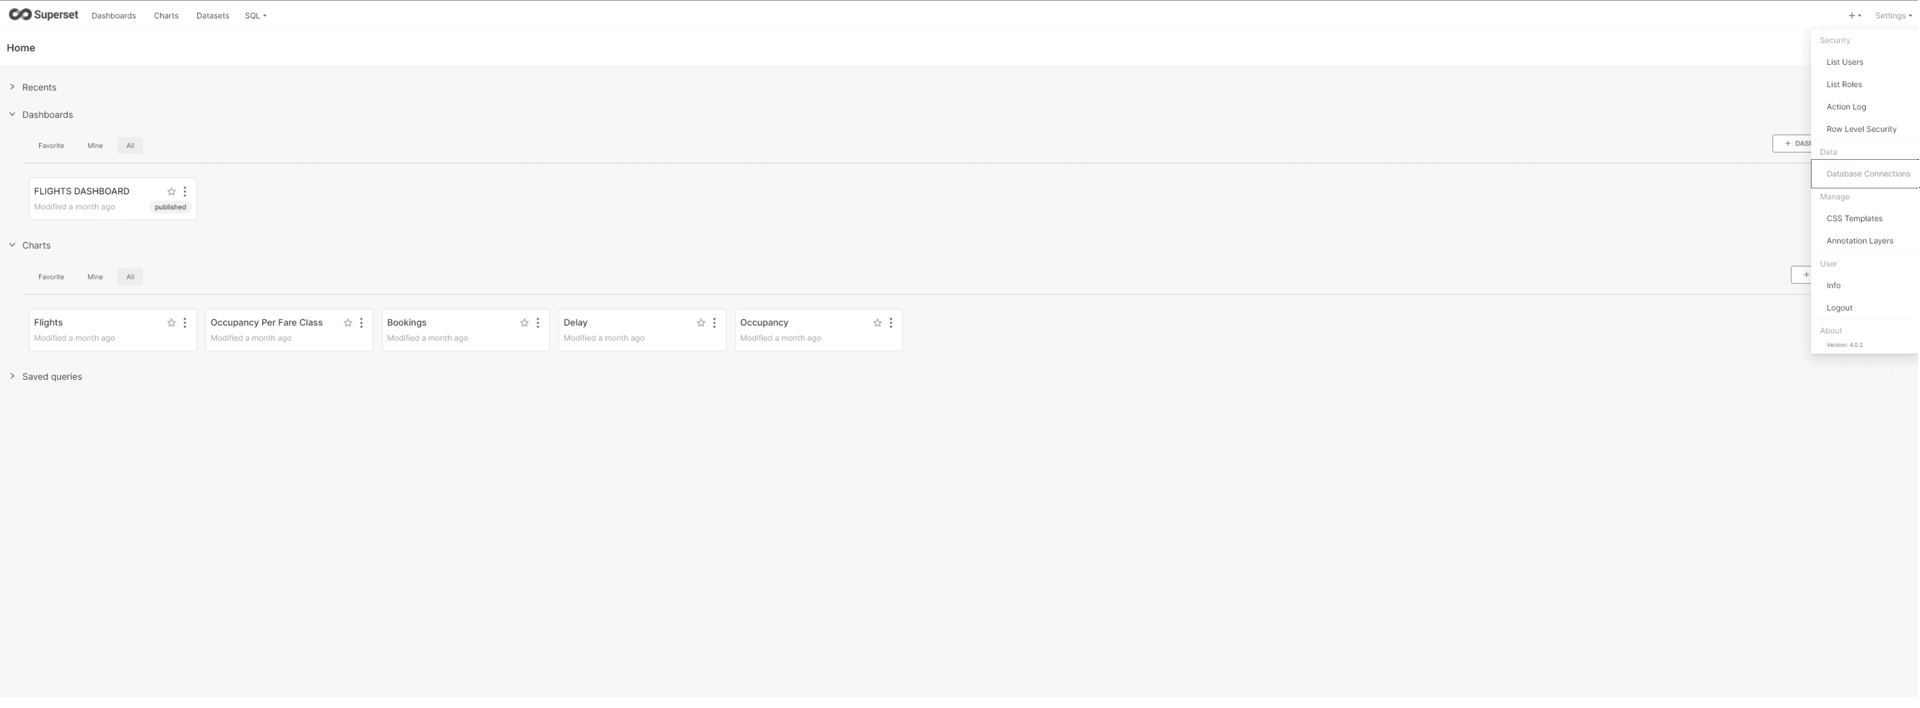 Superset Dashboards Charts Datasets SQL Settings
Home
Security
List Users
List Roles
Action Log
Row Level Security
Data
Database Connections
Manage
CSS Templates
Annotation Layers
User
Info
Logout
About
Version: 4.0.2
Recents
Dashboards
Favorite Mine All
+ DASH
FLIGHTS DASHBOARD
Modified a month ago published
Charts
Favorite Mine All
+
Flights
Modified a month ago
Occupancy Per Fare Class
Modified a month ago
Bookings
Modified a month ago
Delay
Modified a month ago
Occupancy
Modified a month ago
Saved queries